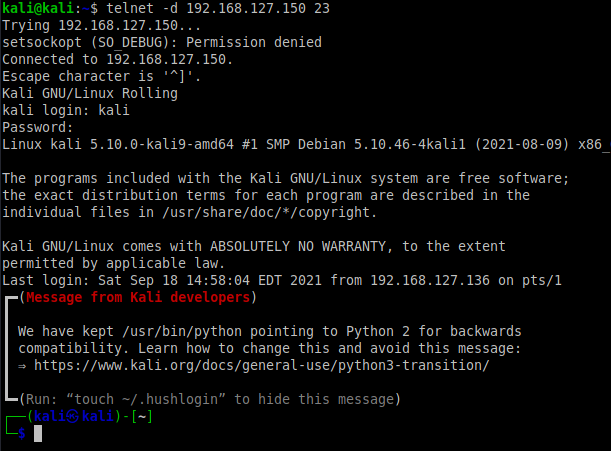 kali@kali:~$ telnet -d 192.168.127.150 23
Trying 192.168.127.150...
setsockopt (SO_DEBUG): Permission denied
Connected to 192.168.127.150.
Escape character is '^]'.
Kali GNU/Linux Rolling
kali login: kali
Password:
Linux kali 5.10.0-kali9-amd64 #1 SMP Debian 5.10.46-4kali1 (2021-08-09) x86_

The programs included with the Kali GNU/Linux system are free software;
the exact distribution terms for each program are described in the
individual files in /usr/share/doc/*/copyright.

Kali GNU/Linux comes with ABSOLUTELY NO WARRANTY, to the extent
permitted by applicable law.
Last login: Sat Sep 18 14:58:04 EDT 2021 from 192.168.127.136 on pts/1
┏━(Message from Kali developers)
┃
┃ We have kept /usr/bin/python pointing to Python 2 for backwards
┃ compatibility. Learn how to change this and avoid this message:
┃ ⇒ https://www.kali.org/docs/general-use/python3-transition/
┃
┗━(Run: “touch ~/.hushlogin” to hide this message)
┌──(kali㉿kali)-[~]
└─$